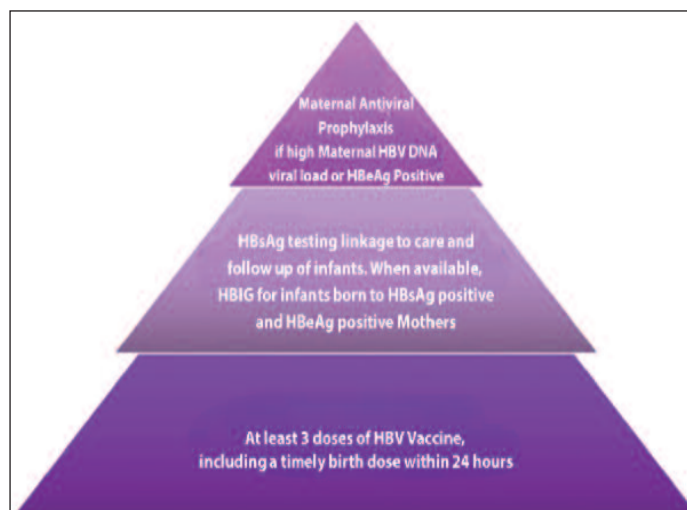 Maternal Antiviral
Prophylaxis
if high Maternal HBV DNA
viral load or HBeAg Positive
HBsAg testing linkage to care and
follow up of infants. When available,
HBIG for infants born to HBsAg positive
and HBeAg positive Mothers
At least 3 doses of HBV Vaccine,
including a timely birth dose within 24 hours